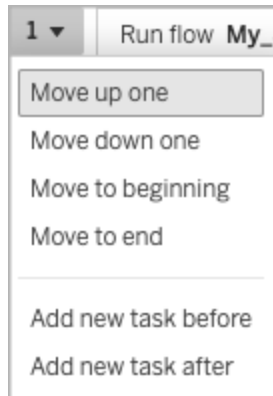 1 ▼ Run flow My_
Move up one
Move down one
Move to beginning
Move to end
Add new task before
Add new task after